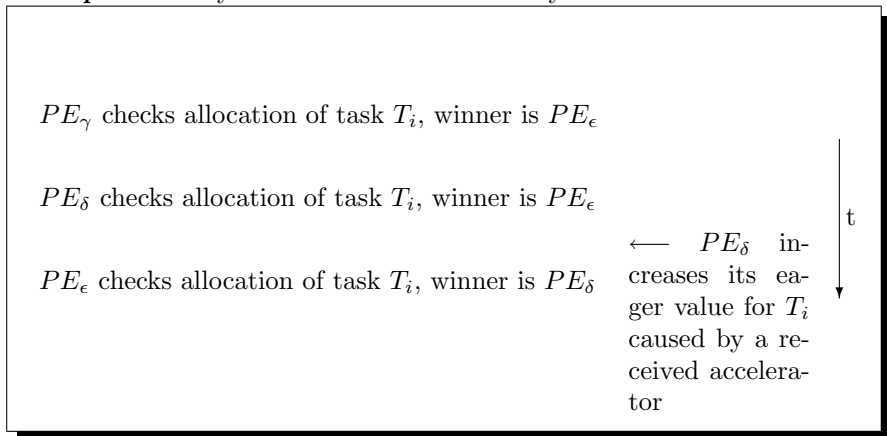 PE_γ checks allocation of task T_i, winner is PE_ϵ
PE_δ checks allocation of task T_i, winner is PE_ϵ
t
PE_ϵ checks allocation of task T_i, winner is PE_δ
⟵ PE_δ in-
creases its ea-
ger value for T_i
caused by a re-
ceived accelera-
tor